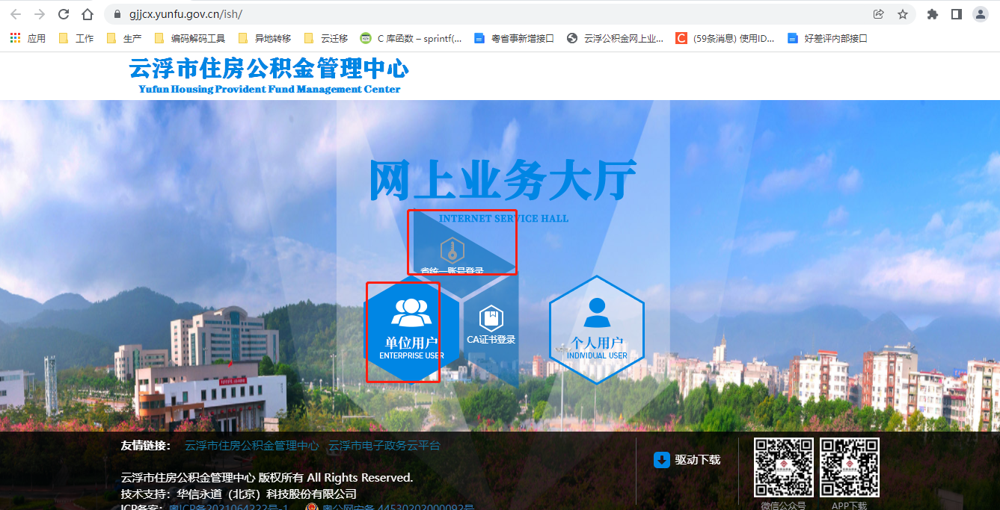 gjjcx.yunfu.gov.cn/ish/
应用 工作 生产 编码解码工具 异地转移 云迁移 C 库函数 – sprintf(... 粤省事新增接口 云浮公积金网上业... (59条消息) 使用ID... 好差评内部接口
云浮市住房公积金管理中心
Yufun Housing Provident Fund Management Center
网上业务大厅
INTERNET SERVICE HALL
省统一账号登录
单位用户
ENTERPRISE USER
CA证书登录
个人用户
INDIVIDUAL USER
友情链接： 云浮市住房公积金管理中心 云浮市电子政务云平台
驱动下载
云浮市住房公积金管理中心 版权所有 All Rights Reserved.
技术支持：华信永道（北京）科技股份有限公司
ICP备案：粤ICP备2021064222号-1 粤公网安备 44530202000092号
微信公众号 APP下载